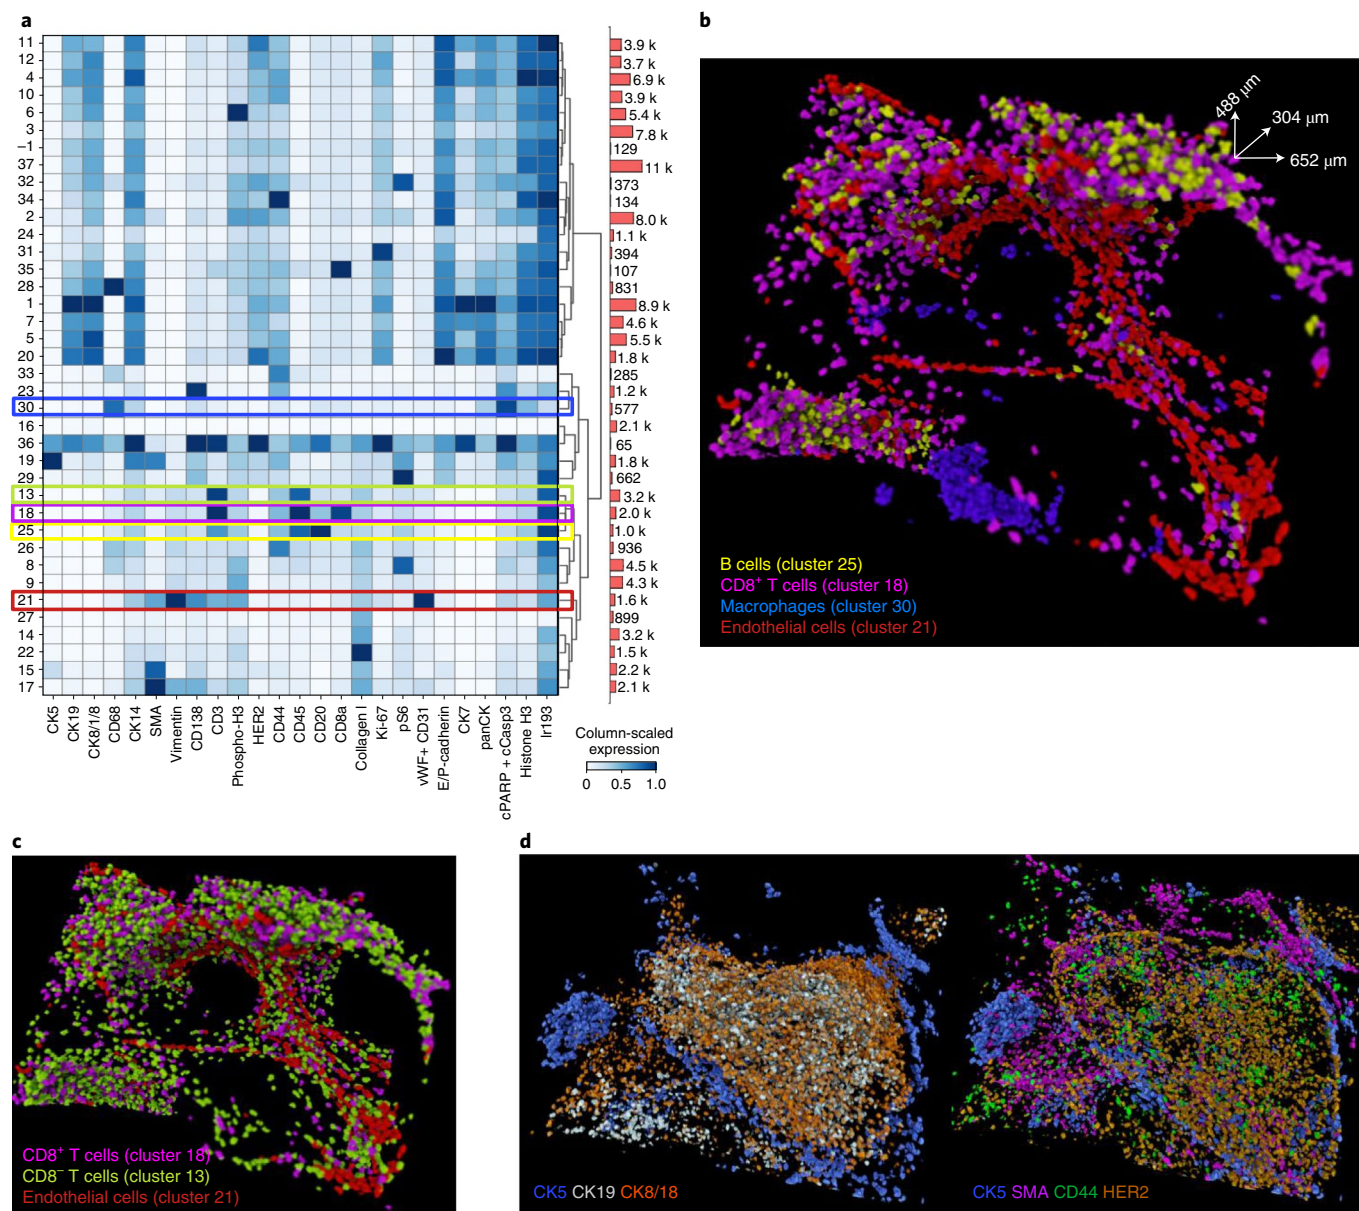 a
11
12
4
10
6
3
–1
37
32
34
2
24
31
35
28
1
7
5
20
33
23
30
16
36
19
29
13
18
25
26
8
9
21
27
14
22
15
17
3.9 k
3.7 k
6.9 k
3.9 k
5.4 k
7.8 k
129
11 k
373
134
8.0 k
1.1 k
394
107
831
8.9 k
4.6 k
5.5 k
1.8 k
285
1.2 k
577
2.1 k
65
1.8 k
662
3.2 k
2.0 k
1.0 k
936
4.5 k
4.3 k
1.6 k
899
3.2 k
1.5 k
2.2 k
2.1 k
CK5
CK19
CK8/1/8
CD68
CK14
SMA
Vimentin
CD138
CD3
Phospho-H3
HER2
CD44
CD45
CD20
CD8a
Collagen I
Ki-67
pS6
vWF+ CD31
E/P-cadherin
CK7
panCK
cPARP + cCasp3
Histone H3
Ir193
Column-scaled
expression
0 0.5 1.0
b
488 µm
304 µm
652 µm
B cells (cluster 25)
CD8+ T cells (cluster 18)
Macrophages (cluster 30)
Endothelial cells (cluster 21)
c
CD8+ T cells (cluster 18)
CD8– T cells (cluster 13)
Endothelial cells (cluster 21)
d
CK5 CK19 CK8/18
CK5 SMA CD44 HER2